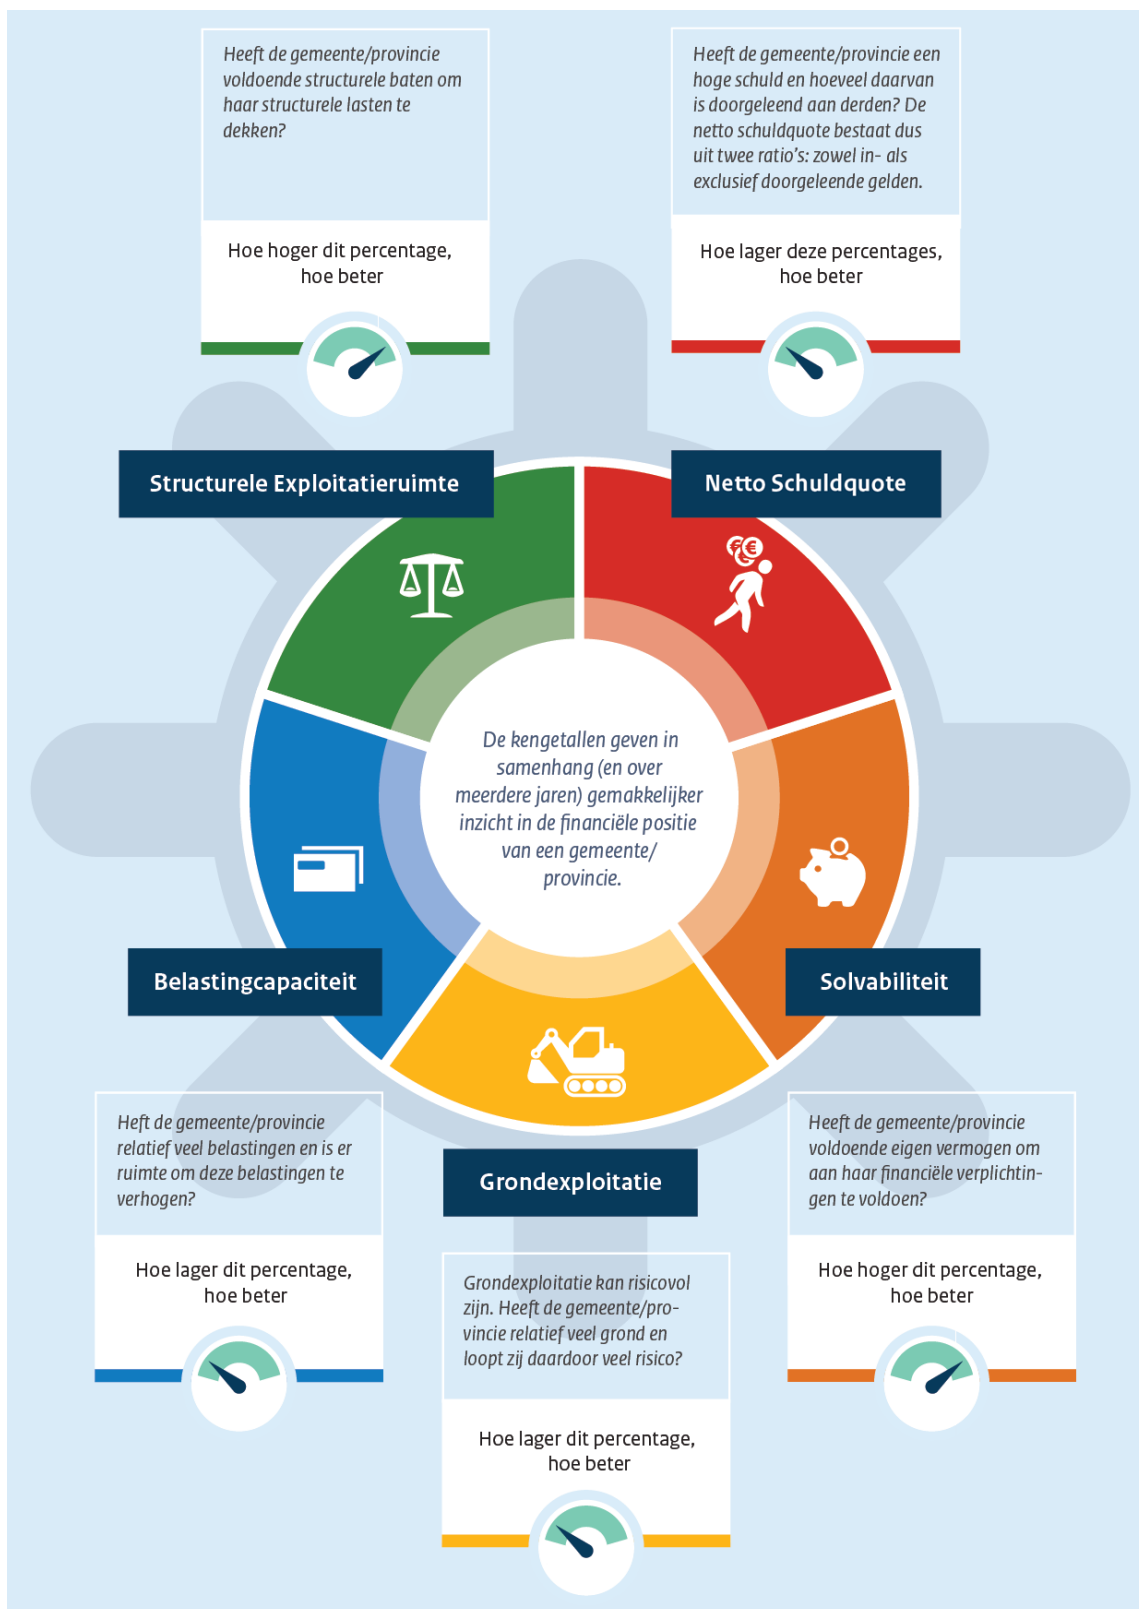 Heeft de gemeente/provincie
voldoende structurele baten om
haar structurele lasten te
dekken?
Hoe hoger dit percentage,
hoe beter
Heeft de gemeente/provincie een
hoge schuld en hoeveel daarvan
is doorgeleend aan derden? De
netto schuldquote bestaat dus
uit twee ratio's: zowel in- als
exclusief doorgeleende gelden.
Hoe lager deze percentages,
hoe beter
Structurele Exploitatieruimte
Netto Schuldquote
€ € €
De kengetallen geven in
samenhang (en over
meerdere jaren) gemakkelijker
inzicht in de financiële positie
van een gemeente/
provincie.
Belastingcapaciteit
Solvabiliteit
Heft de gemeente/provincie
relatief veel belastingen en is er
ruimte om deze belastingen te
verhogen?
Hoe lager dit percentage,
hoe beter
Grondexploitatie
Grondexploitatie kan risicovol
zijn. Heeft de gemeente/pro-
vincie relatief veel grond en
loopt zij daardoor veel risico?
Hoe lager dit percentage,
hoe beter
Heeft de gemeente/provincie
voldoende eigen vermogen om
aan haar financiële verplichtin-
gen te voldoen?
Hoe hoger dit percentage,
hoe beter